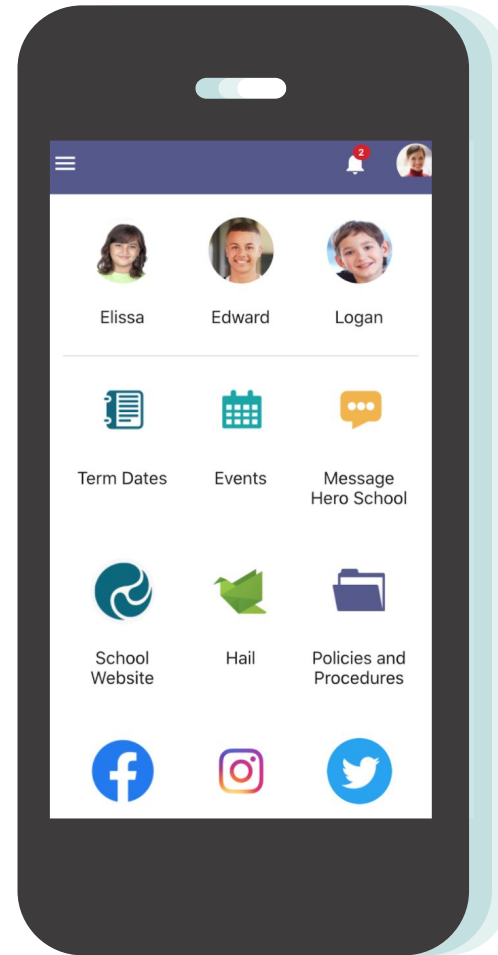 2
Elissa Edward Logan
Term Dates Events Message
Hero School
School Hail Policies and
Website Procedures